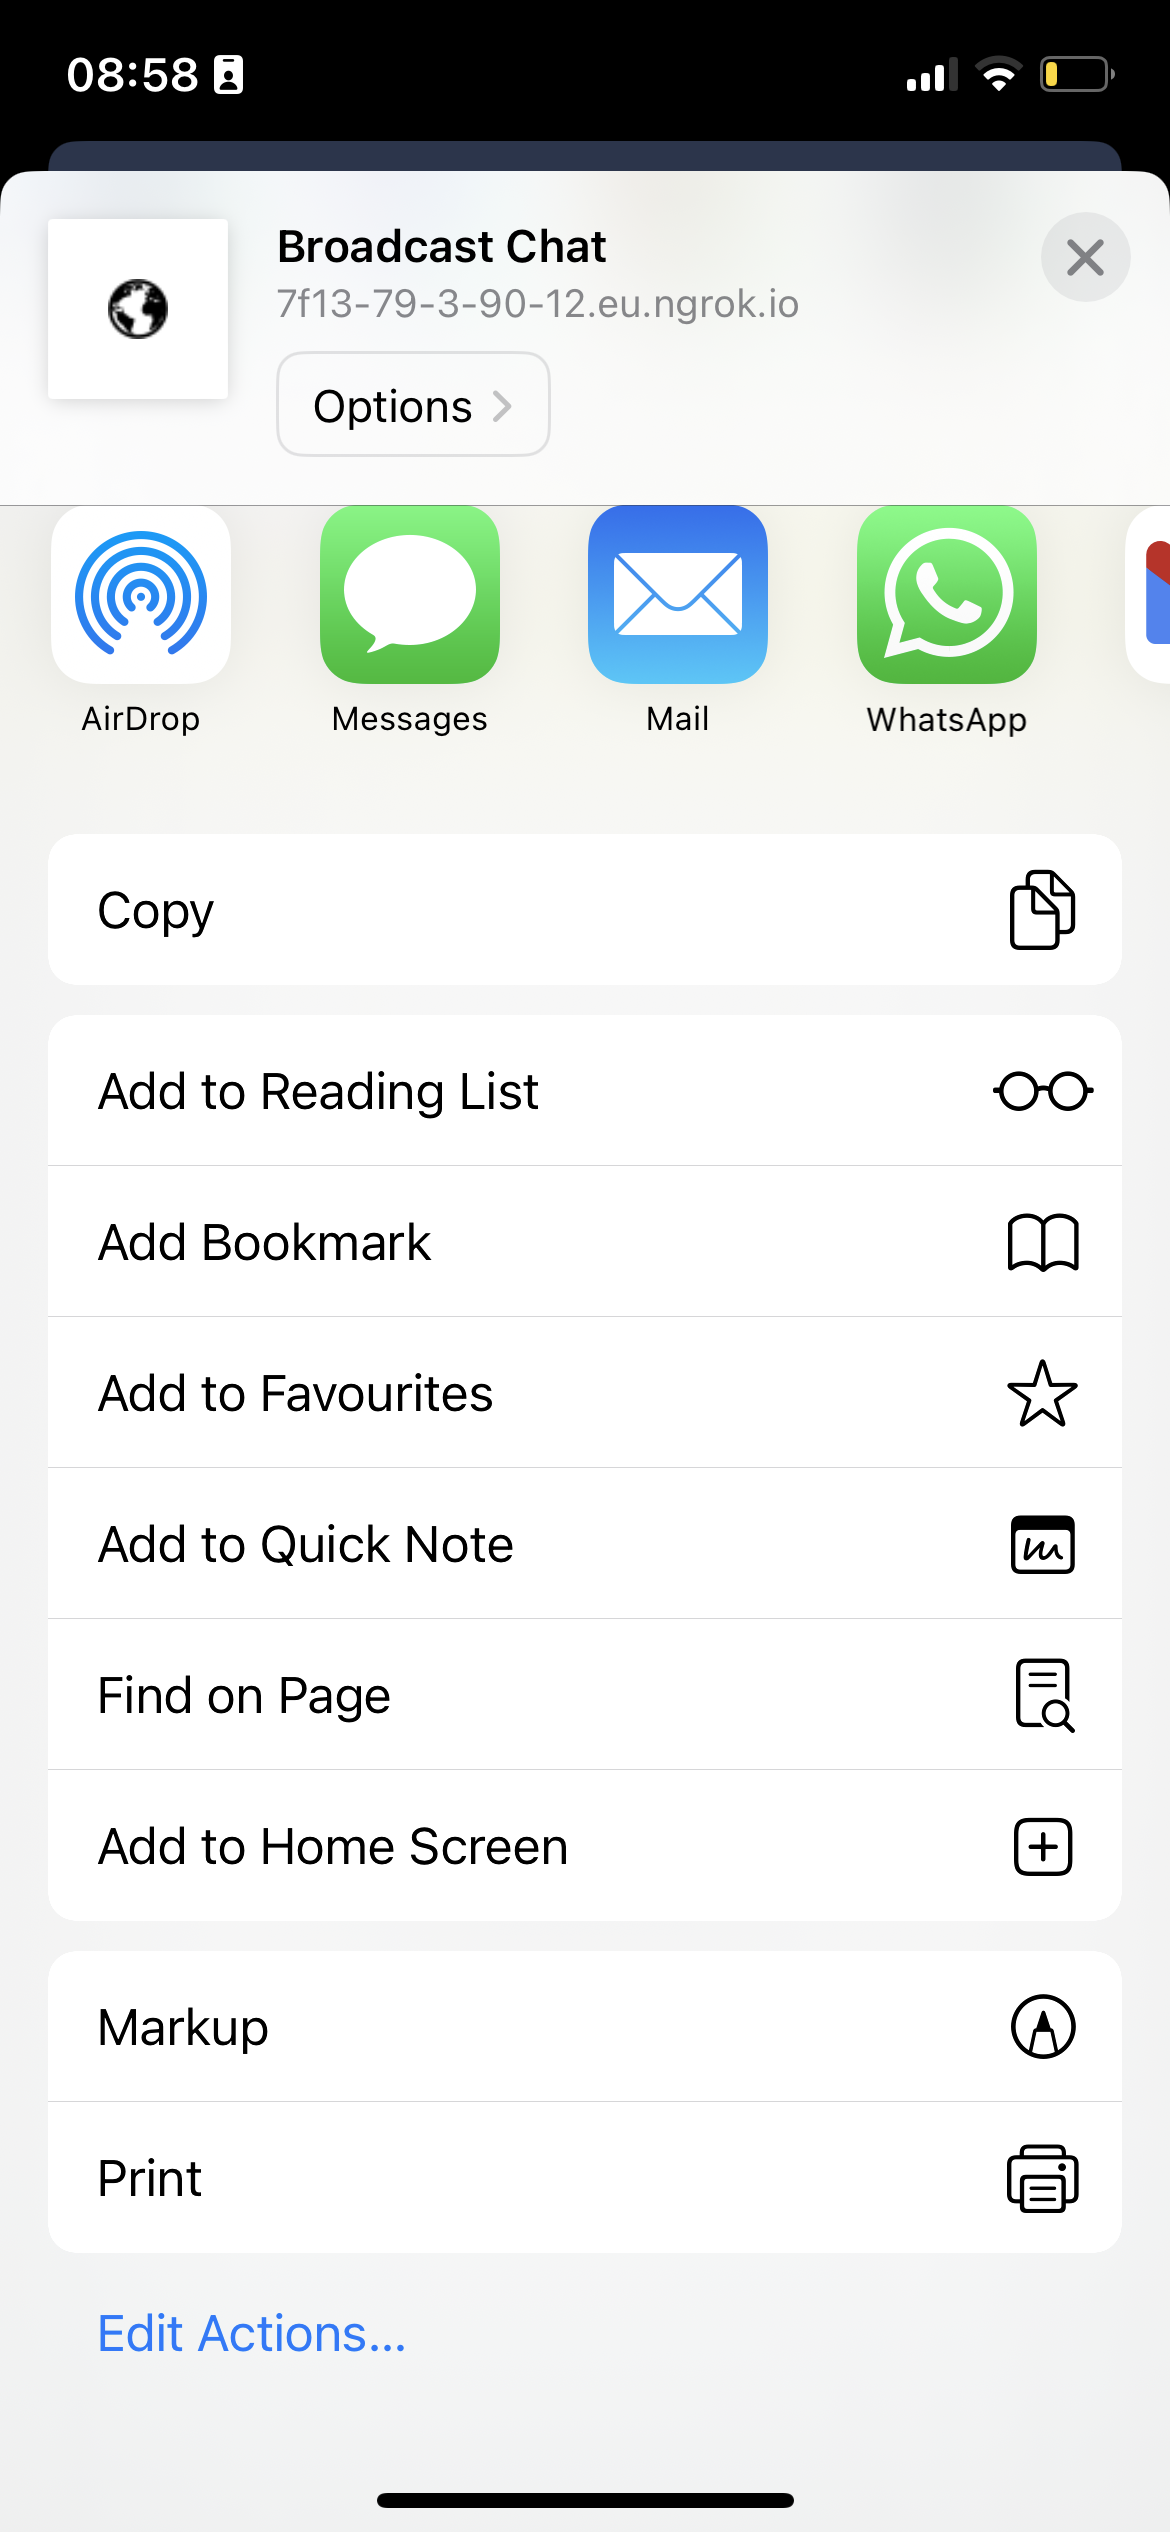 08:58
Broadcast Chat
7f13-79-3-90-12.eu.ngrok.io
Options
AirDrop
Messages
Mail
WhatsApp
Copy
Add to Reading List
Add Bookmark
Add to Favourites
Add to Quick Note
Find on Page
Add to Home Screen
Markup
Print
Edit Actions...